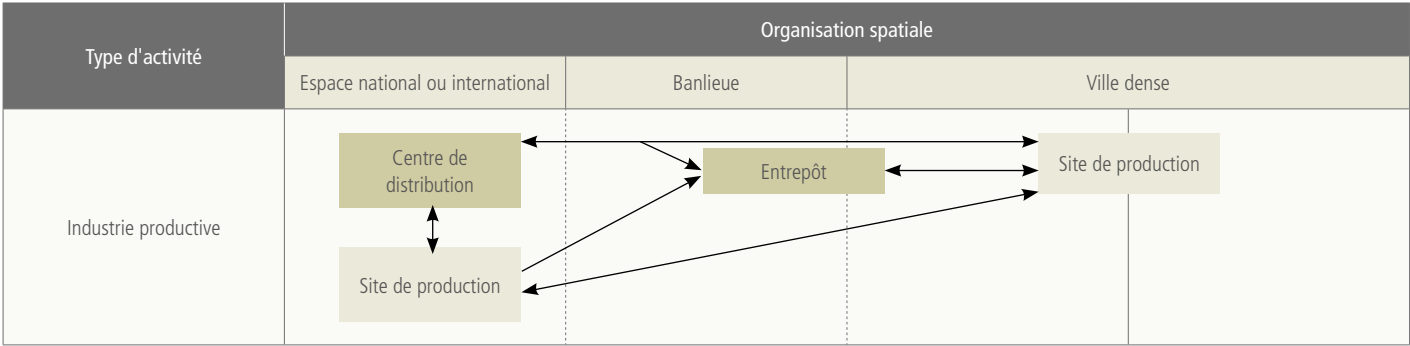 Type d'activité
Organisation spatiale
Espace national ou international
Banlieue
Ville dense
Industrie productive
Centre de
distribution
Entrepôt
Site de production
Site de production